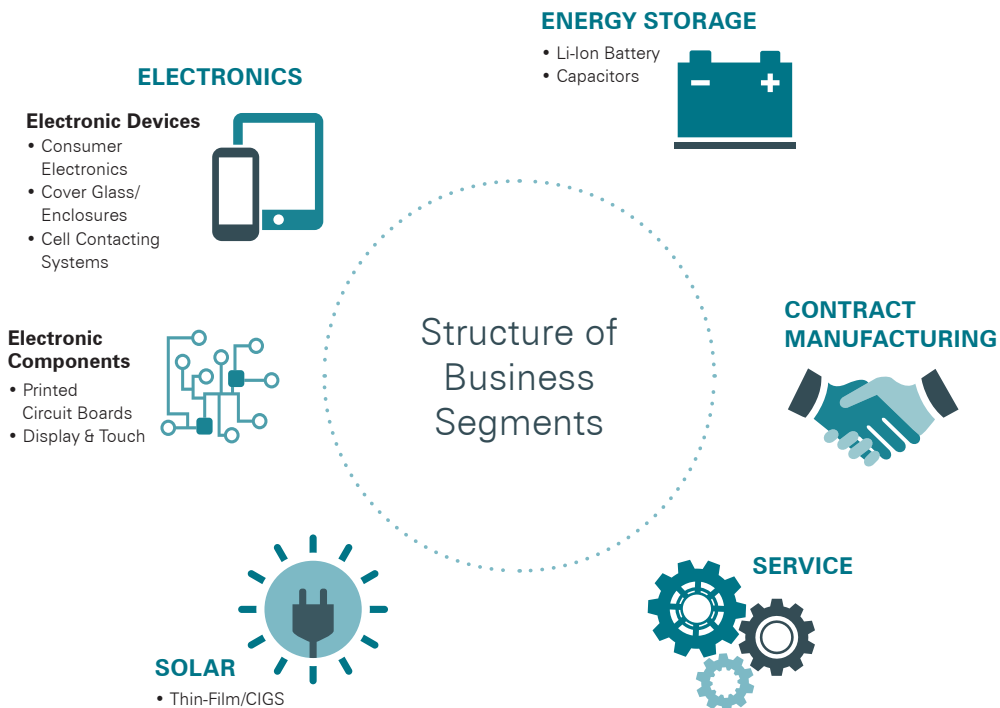 ENERGY STORAGE
• Li-Ion Battery
• Capacitors
ELECTRONICS
Electronic Devices
• Consumer
Electronics
• Cover Glass/
Enclosures
• Cell Contacting
Systems
Electronic
Components
• Printed
Circuit Boards
• Display & Touch
Structure of
Business
Segments
CONTRACT
MANUFACTURING
SERVICE
SOLAR
• Thin-Film/CIGS